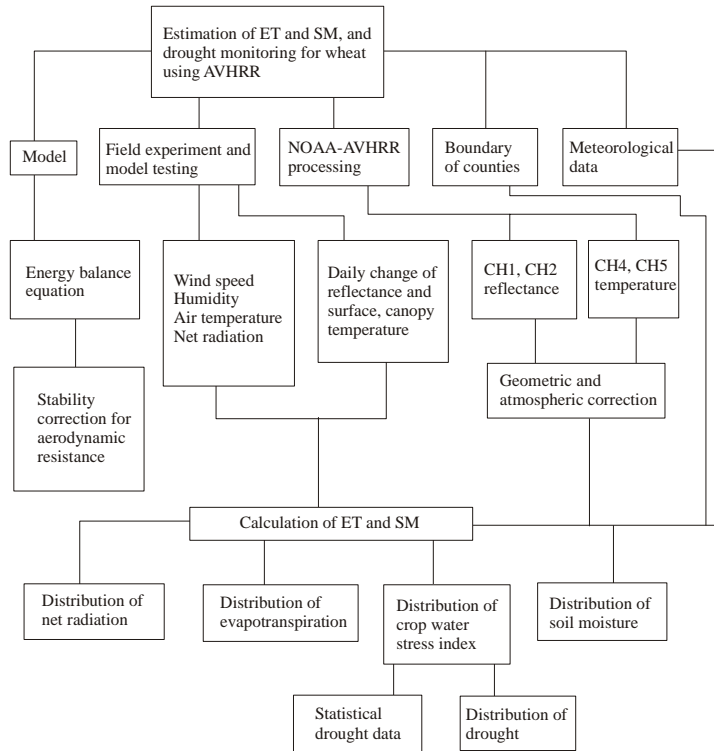 Estimation of ET and SM, and
drought monitoring for wheat
using AVHRR
Model
Field experiment and
model testing
NOAA-AVHRR
processing
Boundary
of counties
Meteorological
data
Energy balance
equation
Wind speed
Humidity
Air temperature
Net radiation
Daily change of
reflectance and
surface, canopy
temperature
CH1, CH2
reflectance
CH4, CH5
temperature
Stability
correction for
aerodynamic
resistance
Geometric and
atmospheric correction
Calculation of ET and SM
Distribution of
net radiation
Distribution of
evapotranspiration
Distribution of
crop water
stress index
Distribution of
soil moisture
Statistical
drought data
Distribution of
drought